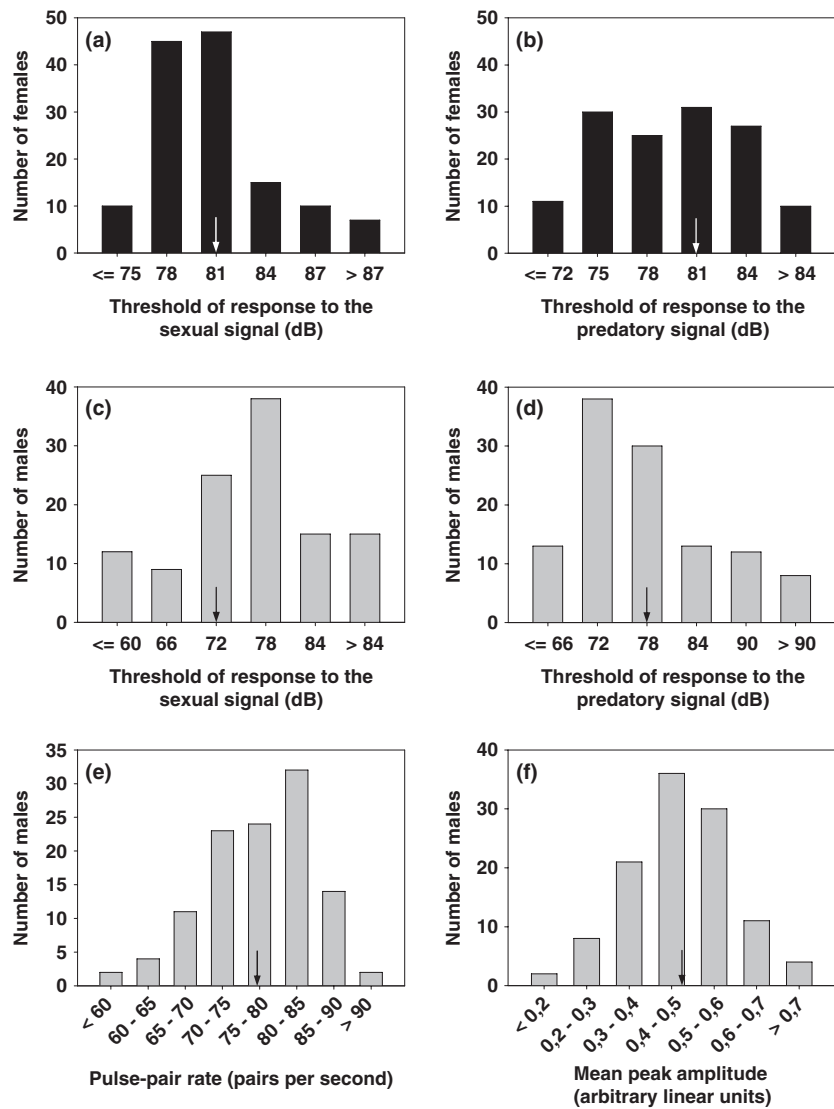 (a)
Number of females
50
40
30
20
10
0
<= 75 78 81 84 87 > 87
Threshold of response to the
sexual signal (dB)
(b)
Number of females
50
40
30
20
10
0
<= 72 75 78 81 84 > 84
Threshold of response to the
predatory signal (dB)
(c)
Number of males
40
30
20
10
0
<= 60 66 72 78 84 > 84
Threshold of response to the
sexual signal (dB)
(d)
Number of males
40
30
20
10
0
<= 66 72 78 84 90 > 90
Threshold of response to the
predatory signal (dB)
(e)
Number of males
35
30
25
20
15
10
5
0
< 60
60 - 65
65 - 70
70 - 75
75 - 80
80 - 85
85 - 90
> 90
Pulse-pair rate (pairs per second)
(f)
Number of males
40
30
20
10
0
< 0,2
0,2 - 0,3
0,3 - 0,4
0,4 - 0,5
0,5 - 0,6
0,6 - 0,7
> 0,7
Mean peak amplitude
(arbitrary linear units)